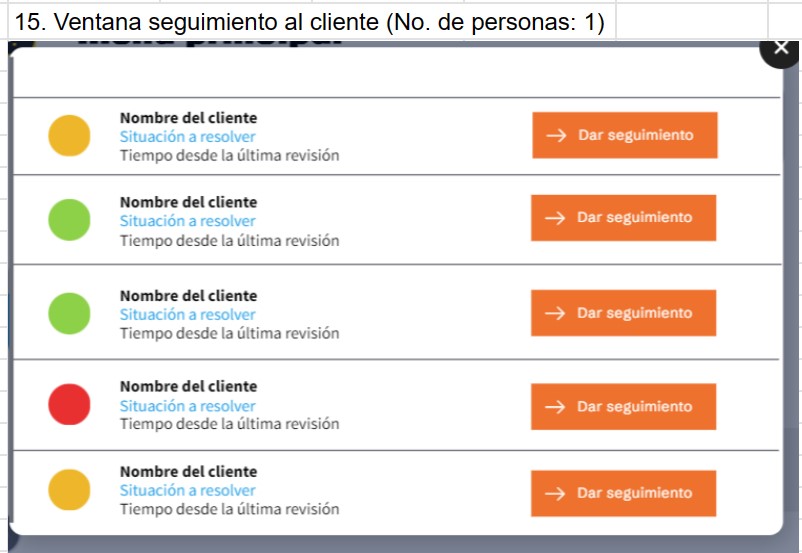 15. Ventana seguimiento al cliente (No. de personas: 1)
menú principal
Nombre del cliente
Situación a resolver
Tiempo desde la última revisión
→ Dar seguimiento
Nombre del cliente
Situación a resolver
Tiempo desde la última revisión
→ Dar seguimiento
Nombre del cliente
Situación a resolver
Tiempo desde la última revisión
→ Dar seguimiento
Nombre del cliente
Situación a resolver
Tiempo desde la última revisión
→ Dar seguimiento
Nombre del cliente
Situación a resolver
Tiempo desde la última revisión
→ Dar seguimiento